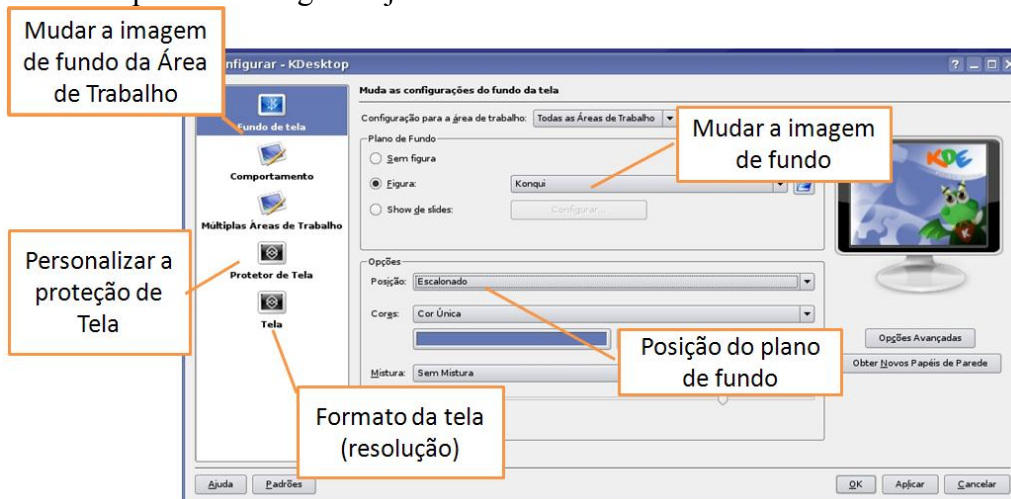 Mudar a imagem
de fundo da Área
de Trabalho
nfigurar - KDesktop
Fundo de tela
Comportamento
Múltiplas Áreas de Trabalho
Protetor de Tela
Tela
Personalizar a
proteção de
Tela
Muda as configurações do fundo da tela
Configuração para a área de trabalho: Todas as Áreas de Trabalho
Plano de Fundo
Sem figura
Figura: Konqui
Show de slides: Configurar...
Mudar a imagem
de fundo
KDE
Opções
Posição: Escalonado
Cores: Cor Única
Mistura: Sem Mistura
Posição do plano
de fundo
Formato da tela
(resolução)
Opções Avançadas
Obter Novos Papéis de Parede
Ajuda Padrões OK Aplicar Cancelar